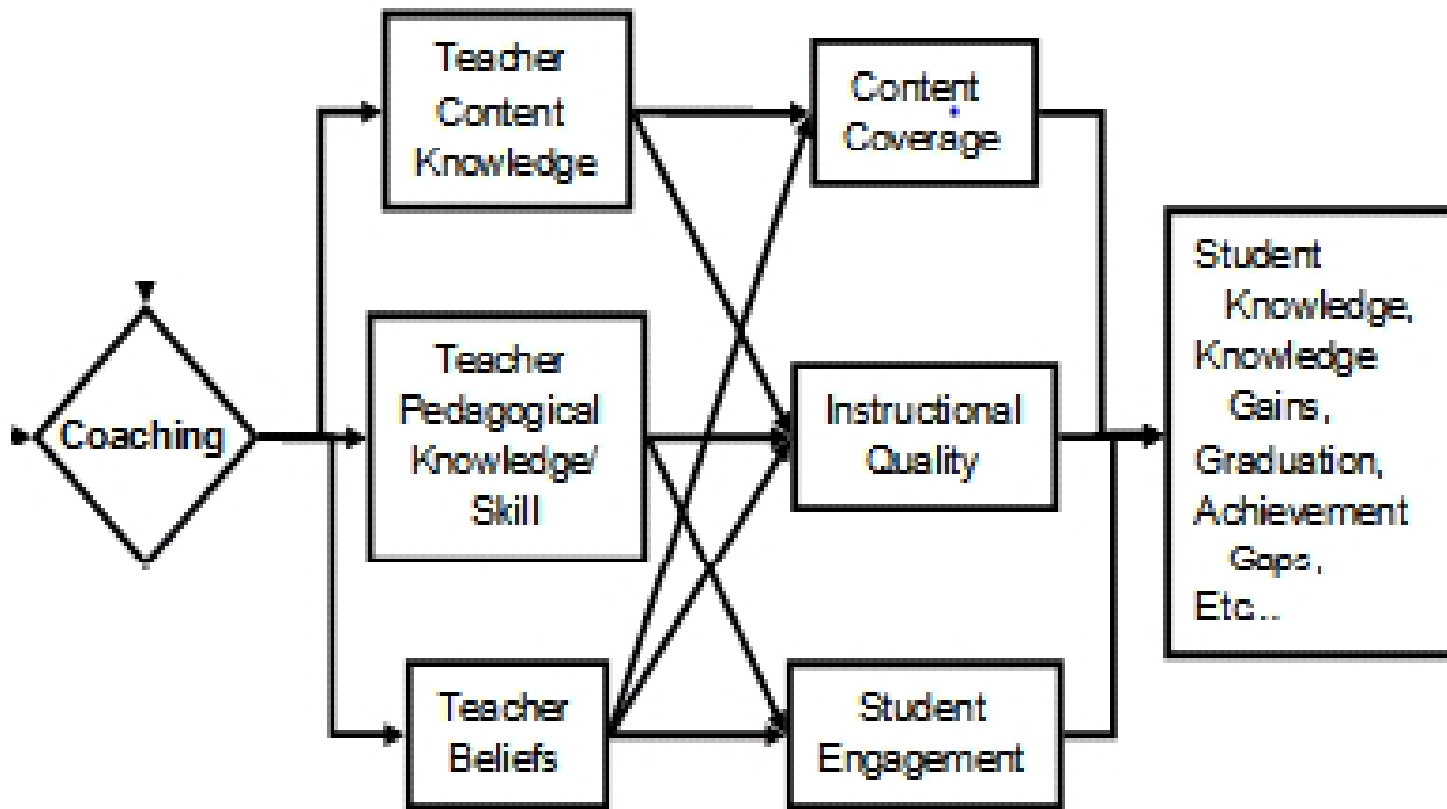 Teacher
Content
Knowledge
Content
Coverage
Student
Knowledge,
Knowledge
Gains,
Graduation,
Achievement
Gaps,
Etc...
Coaching
Teacher
Pedagogical
Knowledge/
Skill
Instructional
Quality
Teacher
Beliefs
Student
Engagement